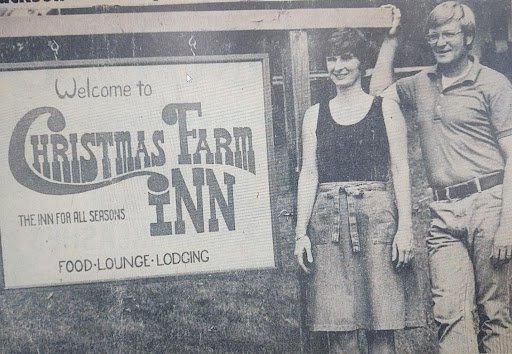 Welcome to
CHRISTMAS FARM
INN
THE INN FOR ALL SEASONS
FOOD · LOUNGE · LODGING